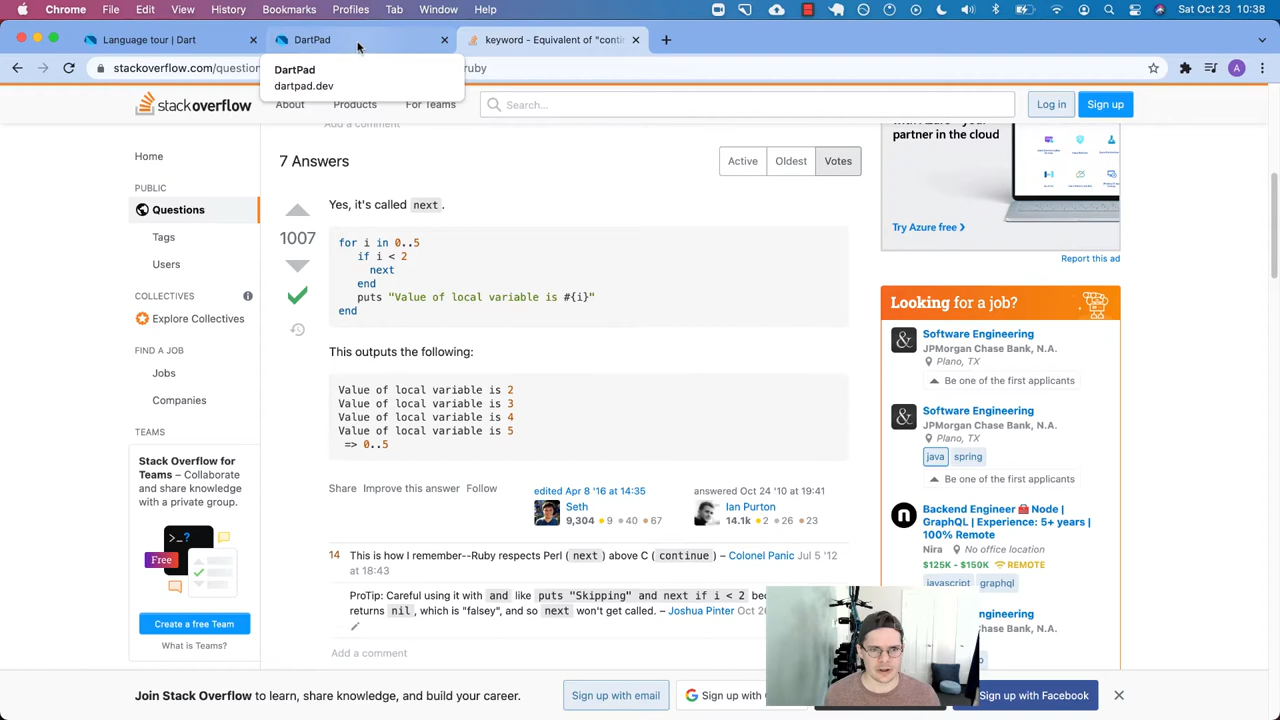 Bookmarks
Tab
Window
Help
Sat Oct 23 10:38
Language tour | Dart
DartPad
keyword - Equivalent of "conti
DartPad
dartpad.dev
stackoverflow.com/question
ruby
A
stackoverflow
About
Products
For Teams
Search...
Log in
Sign up
Home
PUBLIC
Questions
Tags
Users
COLLECTIVES
Explore Collectives
FIND A JOB
Jobs
Companies
TEAMS
Stack Overflow for
Teams – Collaborate
and share knowledge
with a private group.
>_?
Free
Create a free Team
What is Teams?
Add a comment
7 Answers
Active
Oldest
Votes
1007
Yes, it's called next.
for i in 0..5
if i < 2
next
end
puts "Value of local variable is #{i}"
end
This outputs the following:
Value of local variable is 2
Value of local variable is 3
Value of local variable is 4
Value of local variable is 5
=> 0..5
Share Improve this answer Follow
edited Apr 8 '16 at 14:35
Seth
9,304 9 40 67
answered Oct 24 '10 at 19:41
Ian Purton
14.1k 2 26 23
14 This is how I remember--Ruby respects Perl (next) above C (continue) – Colonel Panic Jul 5 '12
at 18:43
ProTip: Careful using it with and like puts "Skipping" and next if i < 2 bec
returns nil, which is "falsey", and so next won't get called. – Joshua Pinter Oct 2
Add a comment
partner in the cloud
Try Azure free
Report this ad
Looking for a job?
Software Engineering
JPMorgan Chase Bank, N.A.
Plano, TX
Be one of the first applicants
Software Engineering
JPMorgan Chase Bank, N.A.
Plano, TX
java spring
Be one of the first applicants
Backend Engineer Node |
GraphQL | Experience: 5+ years |
100% Remote
Nira No office location
$125K - $150K REMOTE
javascript graphql
ngineering
Chase Bank, N.A.
Join Stack Overflow to learn, share knowledge, and build your career.
Sign up with email
Sign up with
Sign up with Facebook